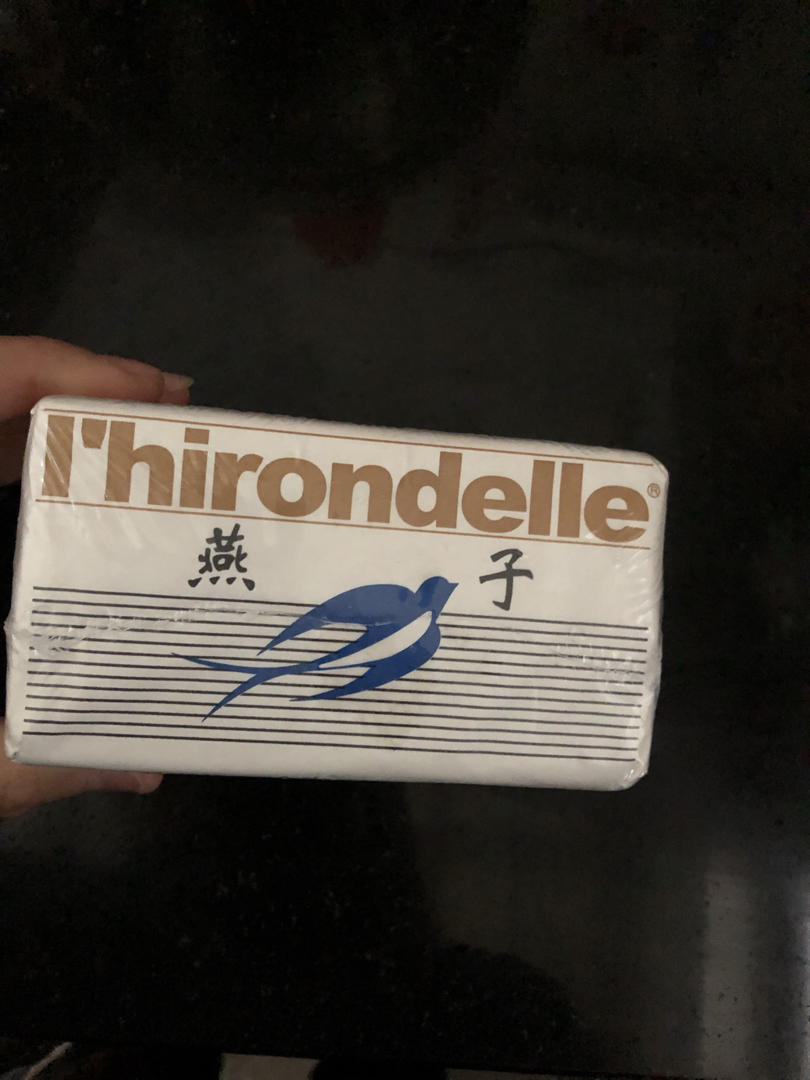 l'hirondelle®
燕 子